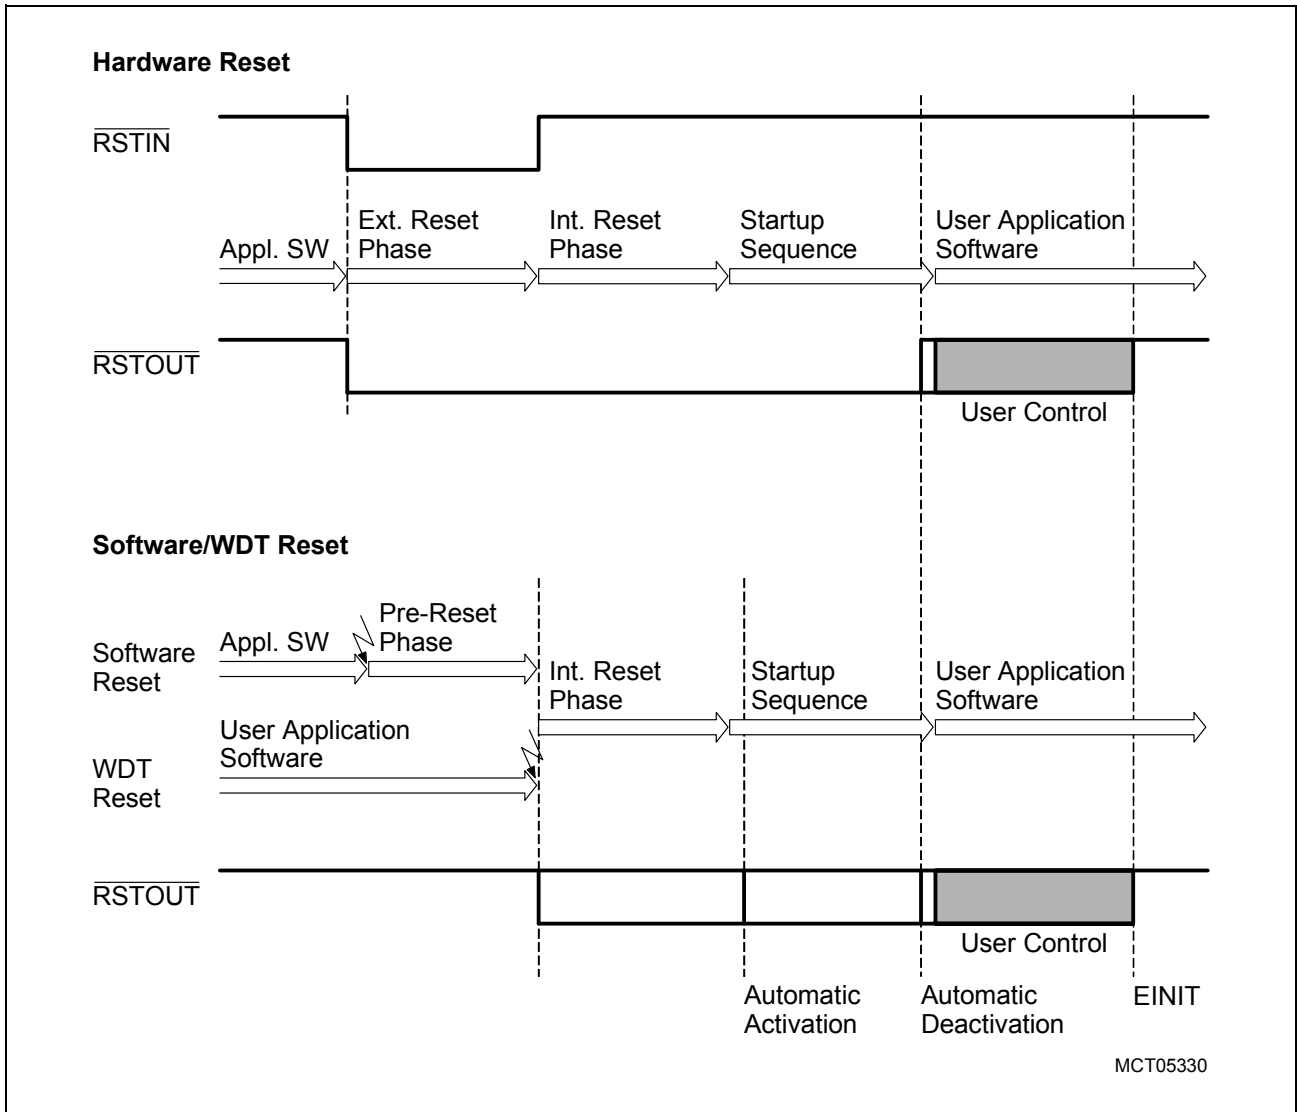 Hardware Reset
RSTIN
Appl. SW
Ext. Reset
Phase
Int. Reset
Phase
Startup
Sequence
User Application
Software
RSTOUT
User Control
Software/WDT Reset
Software
Reset
Appl. SW
Pre-Reset
Phase
Int. Reset
Phase
Startup
Sequence
User Application
Software
WDT
Reset
User Application
Software
RSTOUT
User Control
Automatic
Activation
Automatic
Deactivation
EINIT
MCT05330